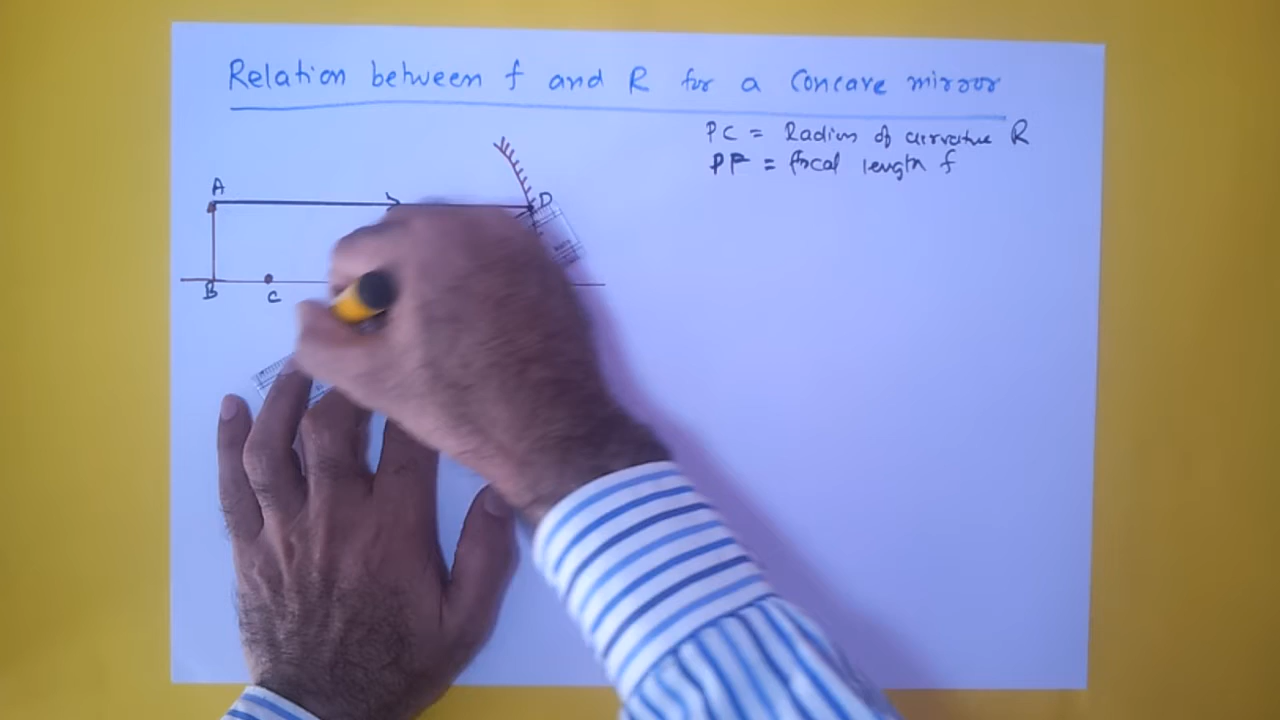 Relation between f and R for a Concave mirror
PC = Radius of curvature R
PF = focal length f
A
D
B
C